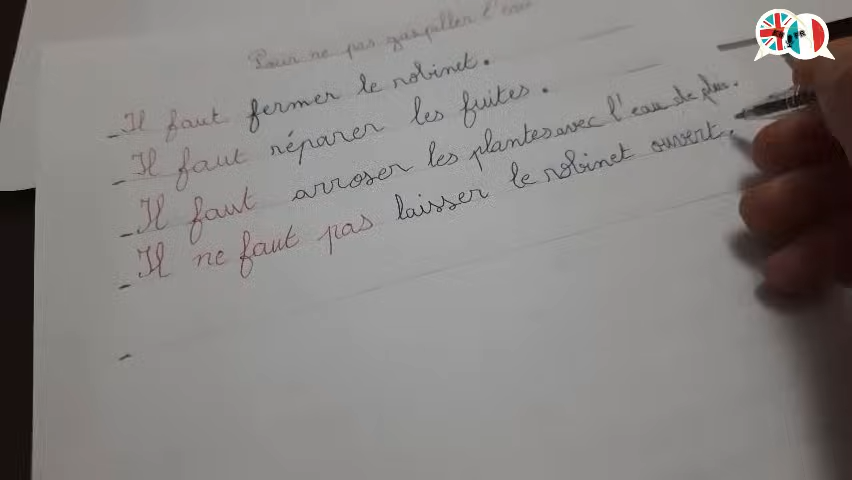 Pour ne pas gaspiller l'eau
- Il faut fermer le robinet.
- Il faut réparer les fuites.
- Il faut arroser les plantes avec l'eau de pluie.
- Il ne faut pas laisser le robinet ouvert.
-